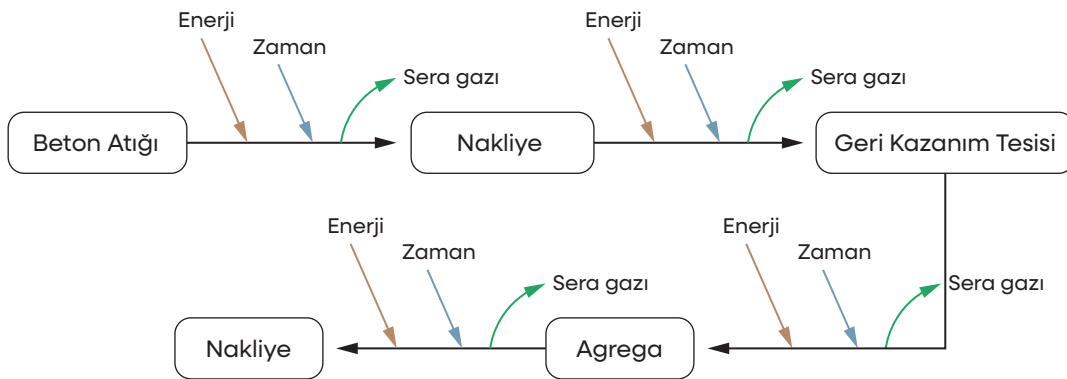 Enerji
Zaman
Sera gazı
Enerji
Zaman
Sera gazı
Beton Atığı
Nakliye
Geri Kazanım Tesisi
Enerji
Zaman
Sera gazı
Enerji
Zaman
Sera gazı
Nakliye
Agrega